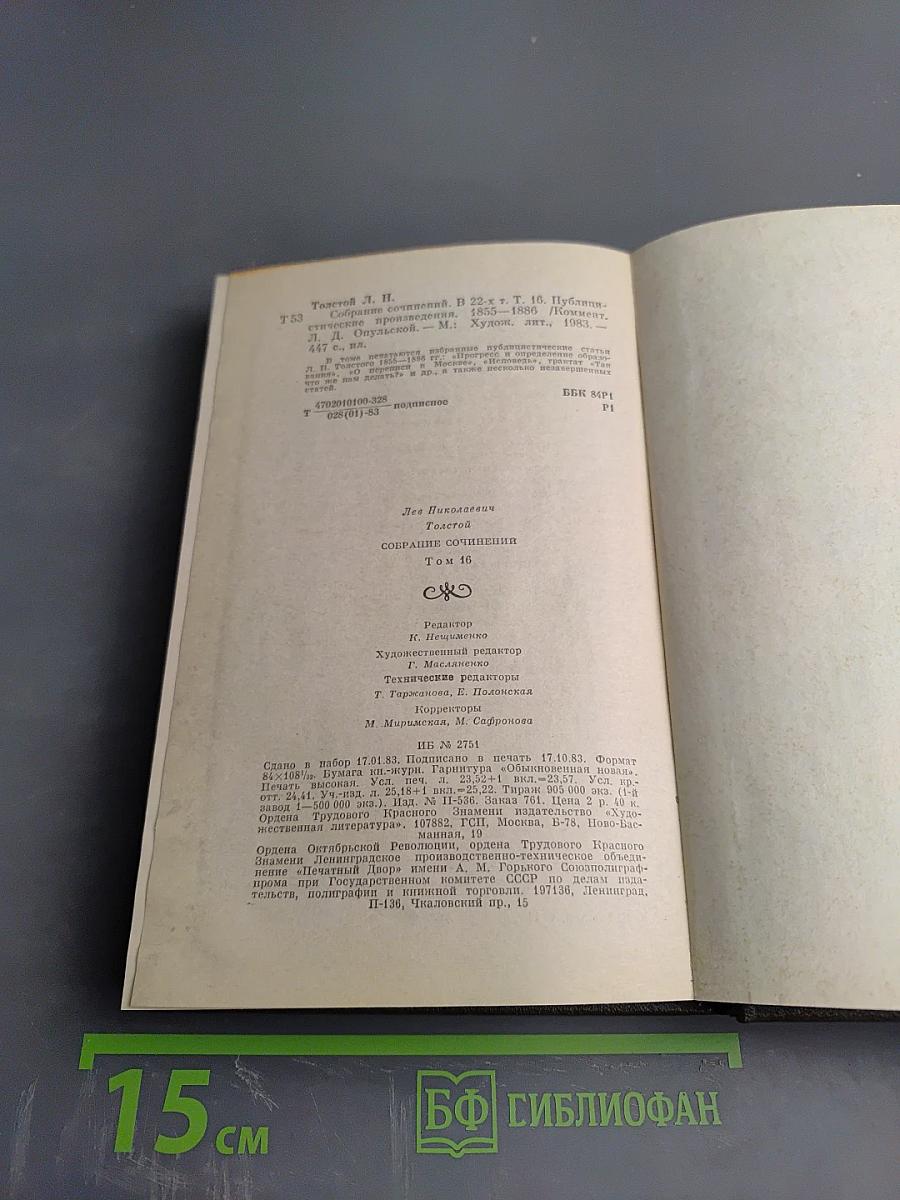 Толстой Л. Н.
Т 53 Собрание сочинений. В 22-х т. Т. 16. Публици-
стические произведения. 1855—1886 /Коммент.
Л. Д. Опульской. — М.: Худож. лит., 1983. —
447 с., ил.
В томе печатаются избранные публицистические статьи
Л. Н. Толстого 1855—1886 гг.: «Прогресс и определение образо-
вания», «О переписи в Москве», «Исповедь», трактат «Так
что же нам делать?» и др., а также несколько незавершенных
статей.
Т 4702010100-328 / 028(01)-83 подписное
ББК 84Р1
Р1
Лев Николаевич
Толстой
СОБРАНИЕ СОЧИНЕНИЙ
Том 16
Редактор
К. Нещименко
Художественный редактор
Г. Масляненко
Технические редакторы
Т. Таржанова, Е. Полонская
Корректоры
М. Миримская, М. Сафронова
ИБ № 2751
Сдано в набор 17.01.83. Подписано в печать 17.10.83. Формат
84×108¹/₃₂. Бумага кн.-журн. Гарнитура «Обыкновенная новая».
Печать высокая. Усл. печ. л. 23,52+1 вкл.=23,57. Усл. кр.-
отт. 24,41. Уч.-изд. л. 25,18+1 вкл.=25,22. Тираж 905 000 экз. (1-й
завод 1—500 000 экз.). Изд. № II-536. Заказ 761. Цена 2 р. 40 к.
Ордена Трудового Красного Знамени издательство «Худо-
жественная литература». 107882, ГСП, Москва, Б-78, Ново-Бас-
манная, 19
Ордена Октябрьской Революции, ордена Трудового Красного
Знамени Ленинградское производственно-техническое объеди-
нение «Печатный Двор» имени А. М. Горького Союзполиграф-
прома при Государственном комитете СССР по делам изда-
тельств, полиграфии и книжной торговли. 197136, Ленинград,
П-136, Чкаловский пр., 15
15 см
БФ ГИБЛИОФАН